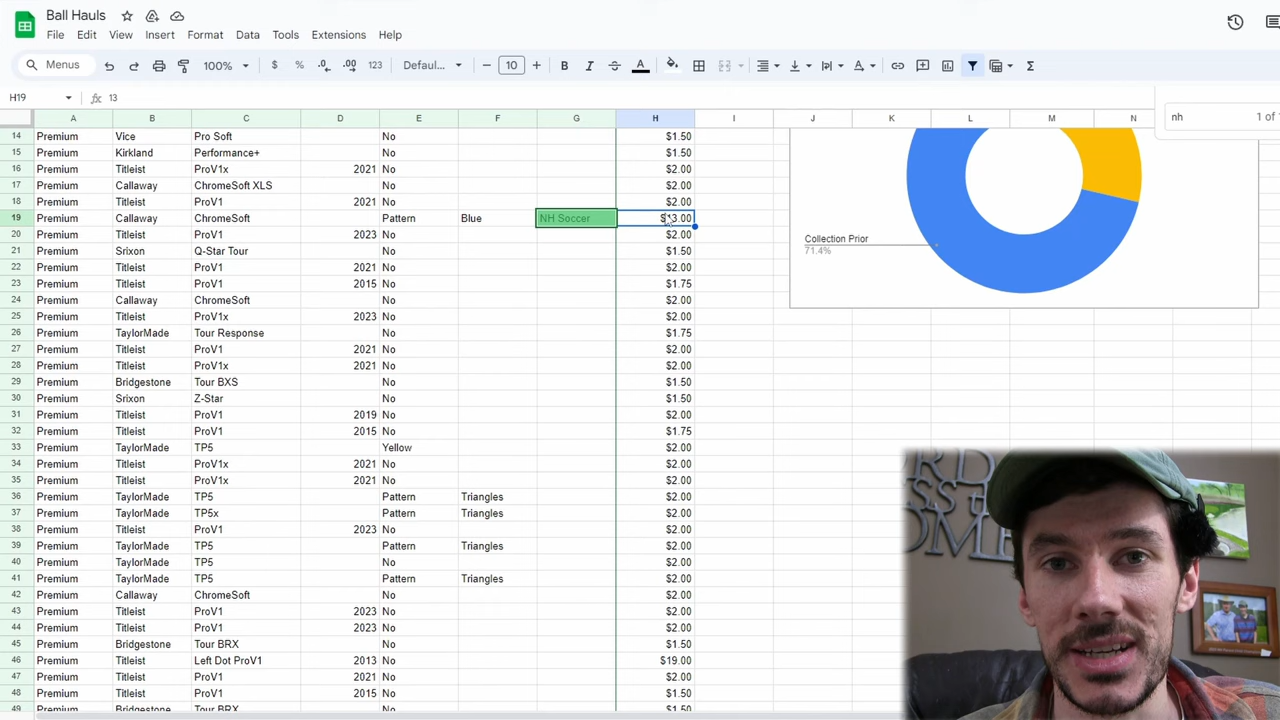 Ball Hauls
File Edit View Insert Format Data Tools Extensions Help
Menus 100% $ % .0 .00 123 Defaul... − 10 + B I A Σ
H19 13
nh 1 of
A B C D E F G H I J K L M N
14 Premium Vice Pro Soft No $1.50
15 Premium Kirkland Performance+ No $1.50
16 Premium Titleist ProV1x 2021 No $2.00
17 Premium Callaway ChromeSoft XLS No $2.00
18 Premium Titleist ProV1 2021 No $2.00
19 Premium Callaway ChromeSoft Pattern Blue NH Soccer $13.00
20 Premium Titleist ProV1 2023 No $2.00
21 Premium Srixon Q-Star Tour No $1.50
22 Premium Titleist ProV1 2021 No $2.00
23 Premium Titleist ProV1 2015 No $1.75
24 Premium Callaway ChromeSoft No $2.00
25 Premium Titleist ProV1x 2023 No $2.00
26 Premium TaylorMade Tour Response No $1.75
27 Premium Titleist ProV1 2021 No $2.00
28 Premium Titleist ProV1x 2021 No $2.00
29 Premium Bridgestone Tour BXS No $1.50
30 Premium Srixon Z-Star No $1.50
31 Premium Titleist ProV1 2019 No $2.00
32 Premium Titleist ProV1 2015 No $1.75
33 Premium TaylorMade TP5 Yellow $2.00
34 Premium Titleist ProV1x 2021 No $2.00
35 Premium Titleist ProV1x 2021 No $2.00
36 Premium TaylorMade TP5 Pattern Triangles $2.00
37 Premium TaylorMade TP5x Pattern Triangles $2.00
38 Premium Titleist ProV1 2023 No $2.00
39 Premium TaylorMade TP5 Pattern Triangles $2.00
40 Premium TaylorMade TP5 No $2.00
41 Premium TaylorMade TP5 Pattern Triangles $2.00
42 Premium Callaway ChromeSoft No $2.00
43 Premium Titleist ProV1 2023 No $2.00
44 Premium Titleist ProV1 2023 No $2.00
45 Premium Bridgestone Tour BRX No $1.50
46 Premium Titleist Left Dot ProV1 2013 No $19.00
47 Premium Titleist ProV1 2021 No $2.00
48 Premium Titleist ProV1 2015 No $1.50
49 Premium Bridgestone Tour BRX No $1.50
Collection Prior
71.4%